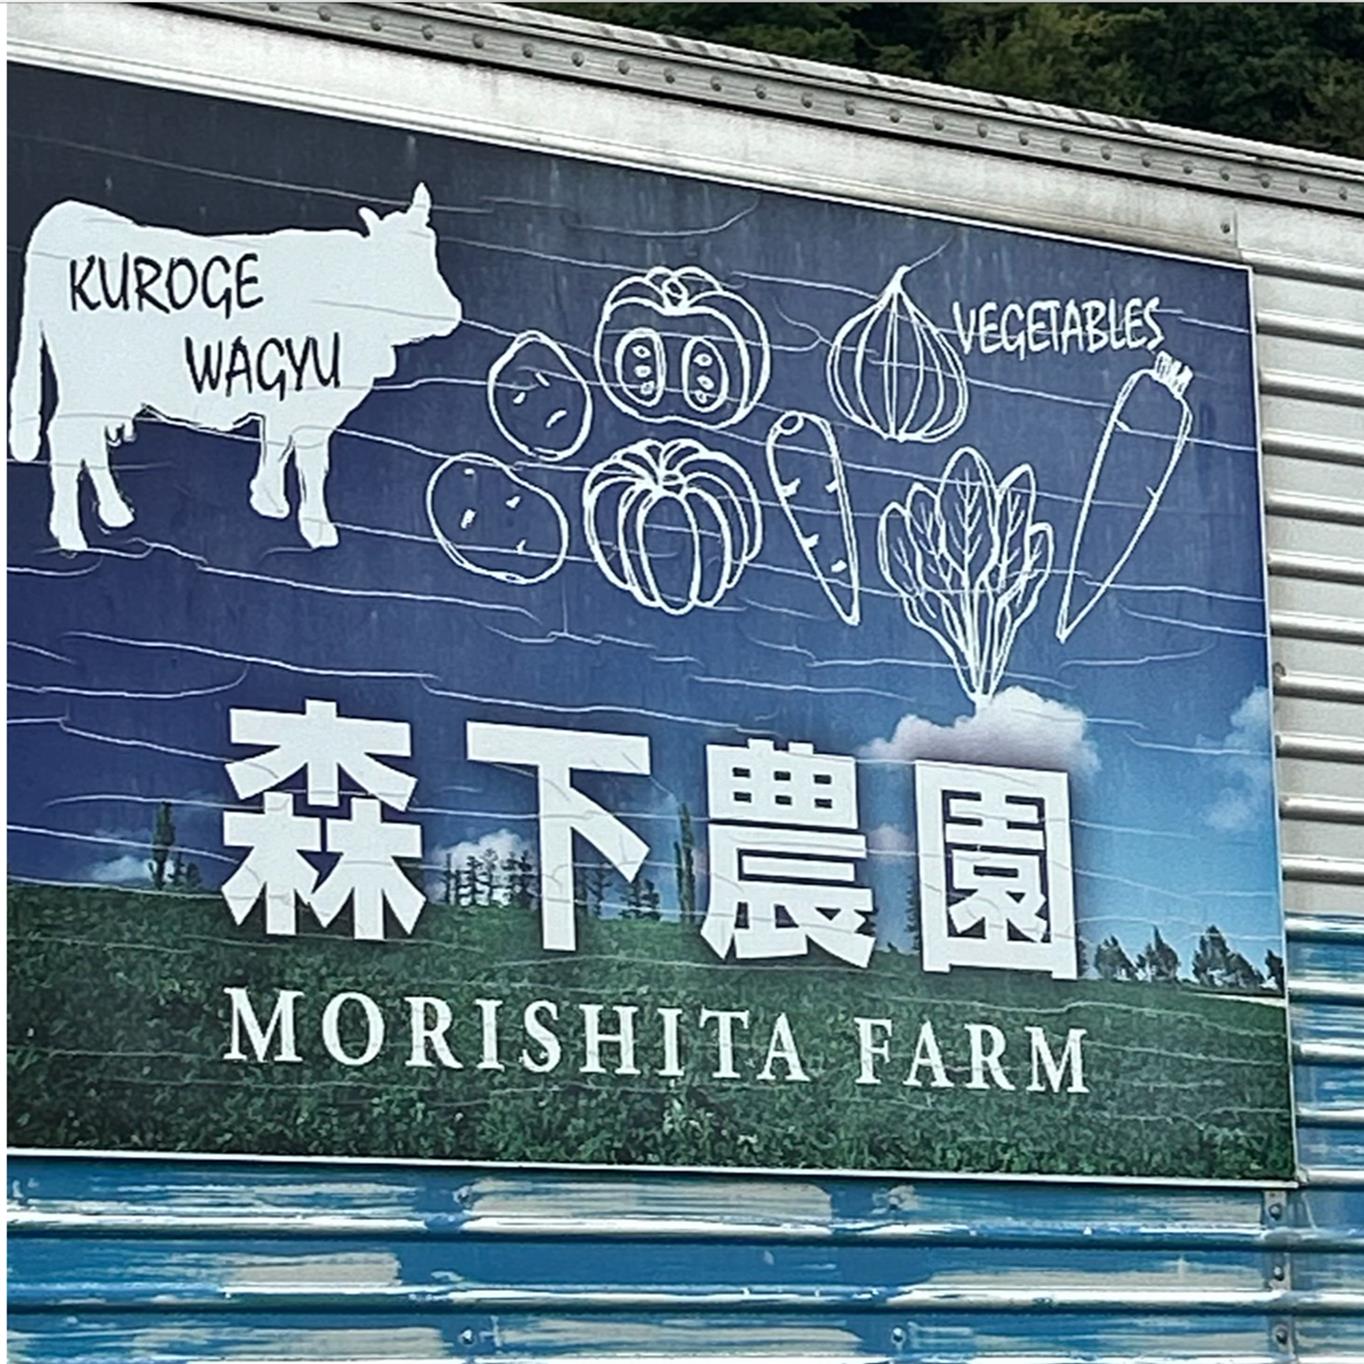 KUROGE
WAGYU
VEGETABLES
森下農園
MORISHITA FARM